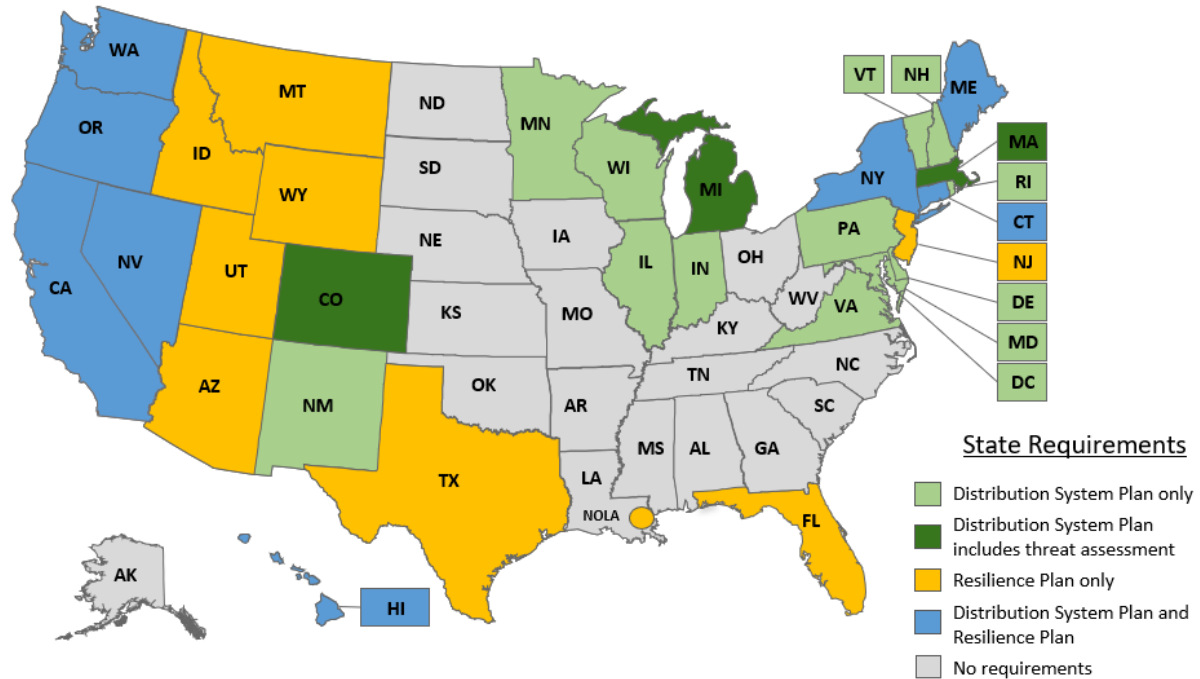 WA
OR
CA
NV
ID
MT
WY
UT
AZ
CO
NM
ND
SD
NE
KS
OK
TX
MN
IA
MO
AR
LA
NOLA
WI
IL
MI
IN
OH
KY
TN
MS
AL
GA
FL
SC
NC
VA
WV
PA
NY
VT
NH
ME
MA
RI
CT
NJ
DE
MD
DC
AK
HI
State Requirements
Distribution System Plan only
Distribution System Plan
includes threat assessment
Resilience Plan only
Distribution System Plan and
Resilience Plan
No requirements